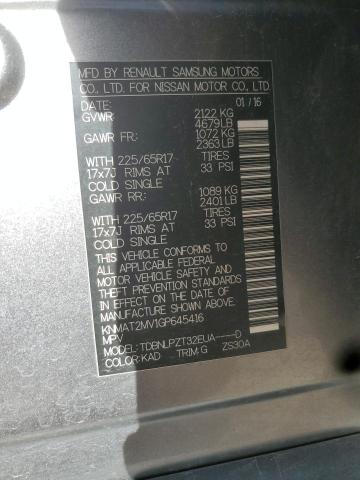 MFD BY RENAULT SAMSUNG MOTORS
CO., LTD. FOR NISSAN MOTOR CO., LTD
DATE: 01/16
GVWR: 2122 KG
4679LB
GAWR FR: 1072 KG
2363LB
WITH 225/65R17 TIRES
17x7J RIMS AT 33 PSI
COLD SINGLE
GAWR RR: 1089 KG
2401LB
WITH 225/65R17 TIRES
17x7J RIMS AT 33 PSI
COLD SINGLE
THIS VEHICLE CONFORMS TO
ALL APPLICABLE FEDERAL
MOTOR VEHICLE SAFETY
AND THEFT PREVENTION STANDARDS
IN EFFECT ON THE DATE OF
MANUFACTURE SHOWN ABOVE.
KNMAT2MV1GP645416
MPV
MODEL: TDBNLPZT32EUA----D
COLOR: KAD TRIM: G ZS30A